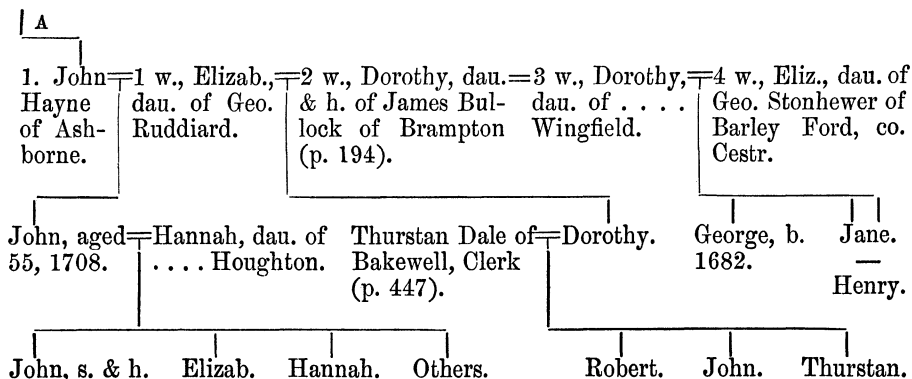 A
1. John=1 w., Elizab.,=2 w., Dorothy, dau.=3 w., Dorothy,=4 w., Eliz., dau. of
Hayne dau. of Geo. & h. of James Bul- dau. of . . . . Geo. Stonhewer of
of Ash- Ruddiard. lock of Brampton Wingfield. Barley Ford, co.
borne. (p. 194). Cestr.
John, aged=Hannah, dau. of Thurstan Dale of=Dorothy. George, b. Jane.
55, 1708. . . . . Houghton. Bakewell, Clerk 1682. —
(p. 447). Henry.
John, s. & h. Elizab. Hannah. Others. Robert. John. Thurstan.